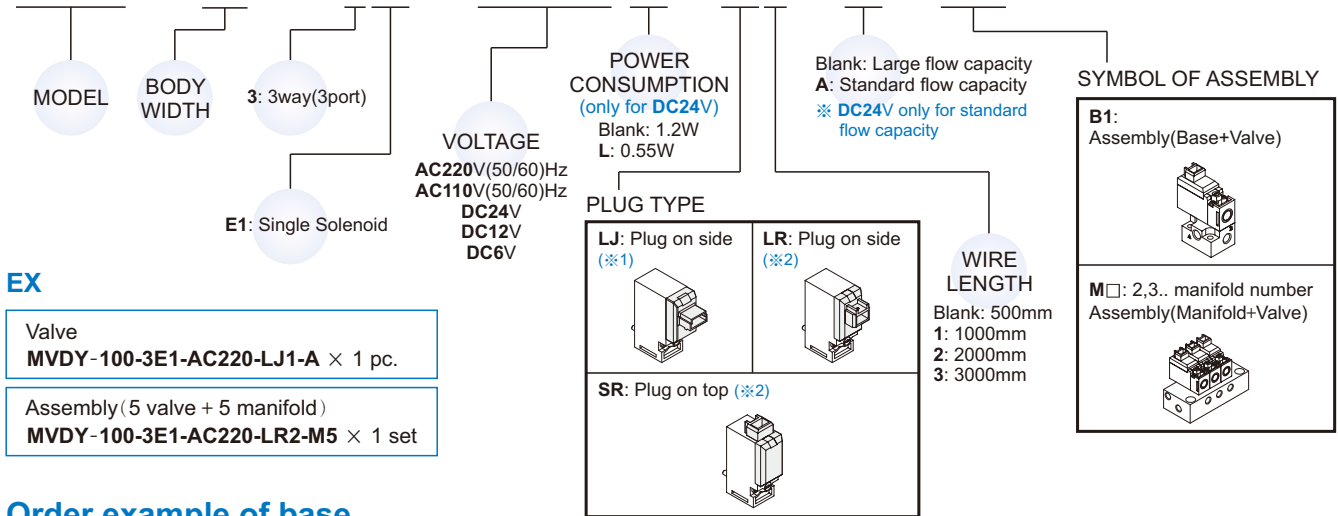 MODEL
BODY
WIDTH
3: 3way(3port)
E1: Single Solenoid
VOLTAGE
AC220V(50/60)Hz
AC110V(50/60)Hz
DC24V
DC12V
DC6V
POWER
CONSUMPTION
(only for DC24V)
Blank: 1.2W
L: 0.55W
PLUG TYPE
LJ: Plug on side
(※1)
LR: Plug on side
(※2)
SR: Plug on top (※2)
WIRE
LENGTH
Blank: 500mm
1: 1000mm
2: 2000mm
3: 3000mm
Blank: Large flow capacity
A: Standard flow capacity
※ DC24V only for standard
flow capacity
SYMBOL OF ASSEMBLY
B1:
Assembly(Base+Valve)
M□: 2,3.. manifold number
Assembly(Manifold+Valve)
EX
Valve
MVDY-100-3E1-AC220-LJ1-A × 1 pc.
Assembly(5 valve + 5 manifold)
MVDY-100-3E1-AC220-LR2-M5 × 1 set
Order example of base